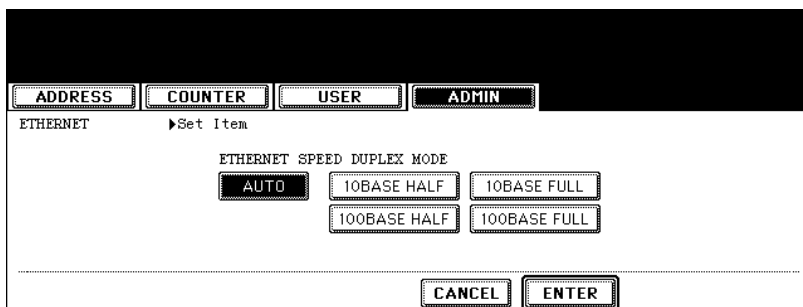 ADDRESS COUNTER USER ADMIN
ETHERNET ▶Set Item
ETHERNET SPEED DUPLEX MODE
AUTO 10BASE HALF 10BASE FULL
100BASE HALF 100BASE FULL
CANCEL ENTER